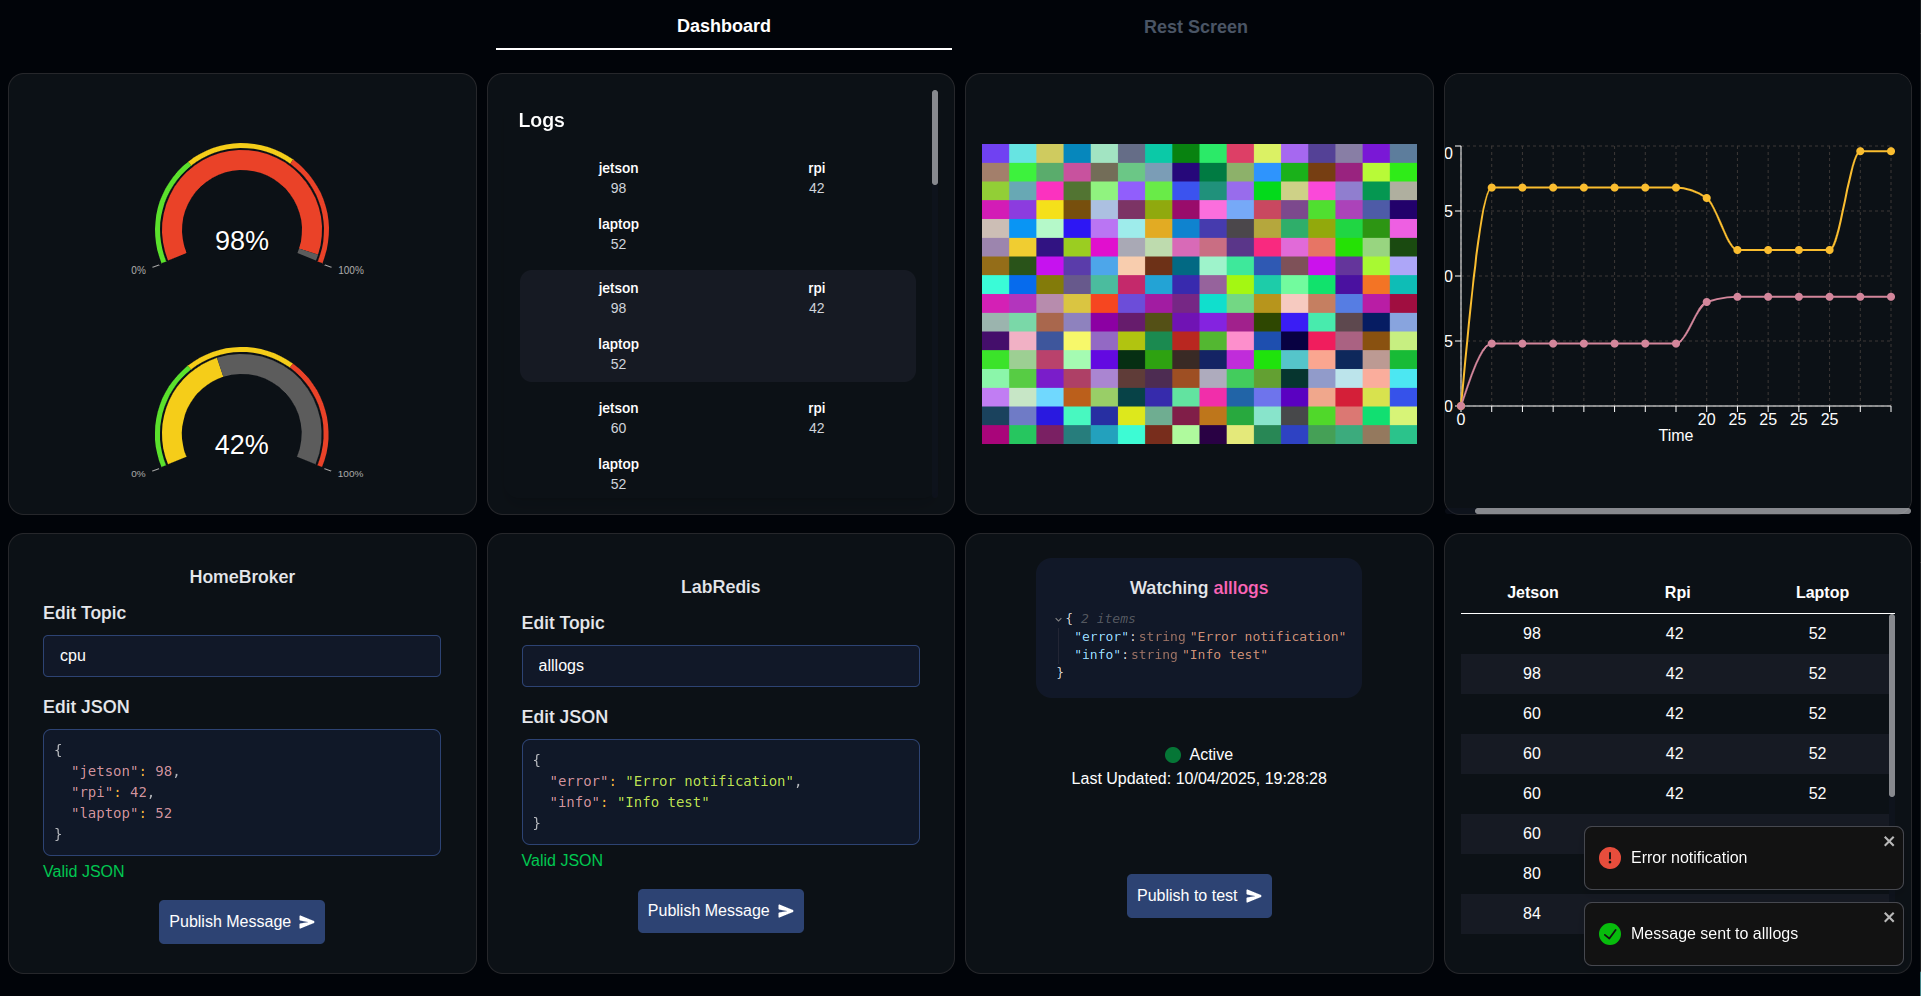 Dashboard
Rest Screen
98%
0%
100%
42%
0%
100%
Logs
jetson
rpi
98
42
laptop
52
jetson
rpi
98
42
laptop
52
jetson
rpi
60
42
laptop
52
0
5
0
5
0
0 20 25 25 25 25
Time
HomeBroker
Edit Topic
cpu
Edit JSON
{
"jetson": 98,
"rpi": 42,
"laptop": 52
}
Valid JSON
Publish Message
LabRedis
Edit Topic
alllogs
Edit JSON
{
"error": "Error notification",
"info": "Info test"
}
Valid JSON
Publish Message
Watching alllogs
{ 2 items
"error": string "Error notification"
"info": string "Info test"
}
Active
Last Updated: 10/04/2025, 19:28:28
Publish to test
Jetson Rpi Laptop
98 42 52
98 42 52
60 42 52
60 42 52
60 42 52
60
80
84
Error notification
Message sent to alllogs